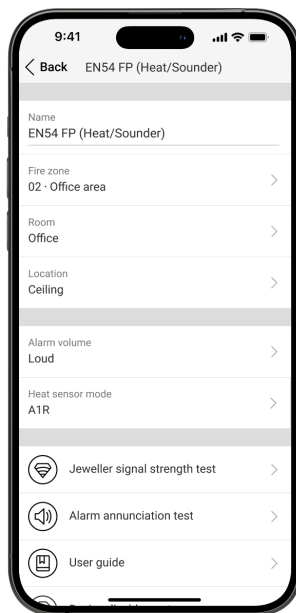 9:41
Back EN54 FP (Heat/Sounder)
Name
EN54 FP (Heat/Sounder)
Fire zone
02 · Office area
Room
Office
Location
Ceiling
Alarm volume
Loud
Heat sensor mode
A1R
Jeweller signal strength test
Alarm annunciation test
User guide